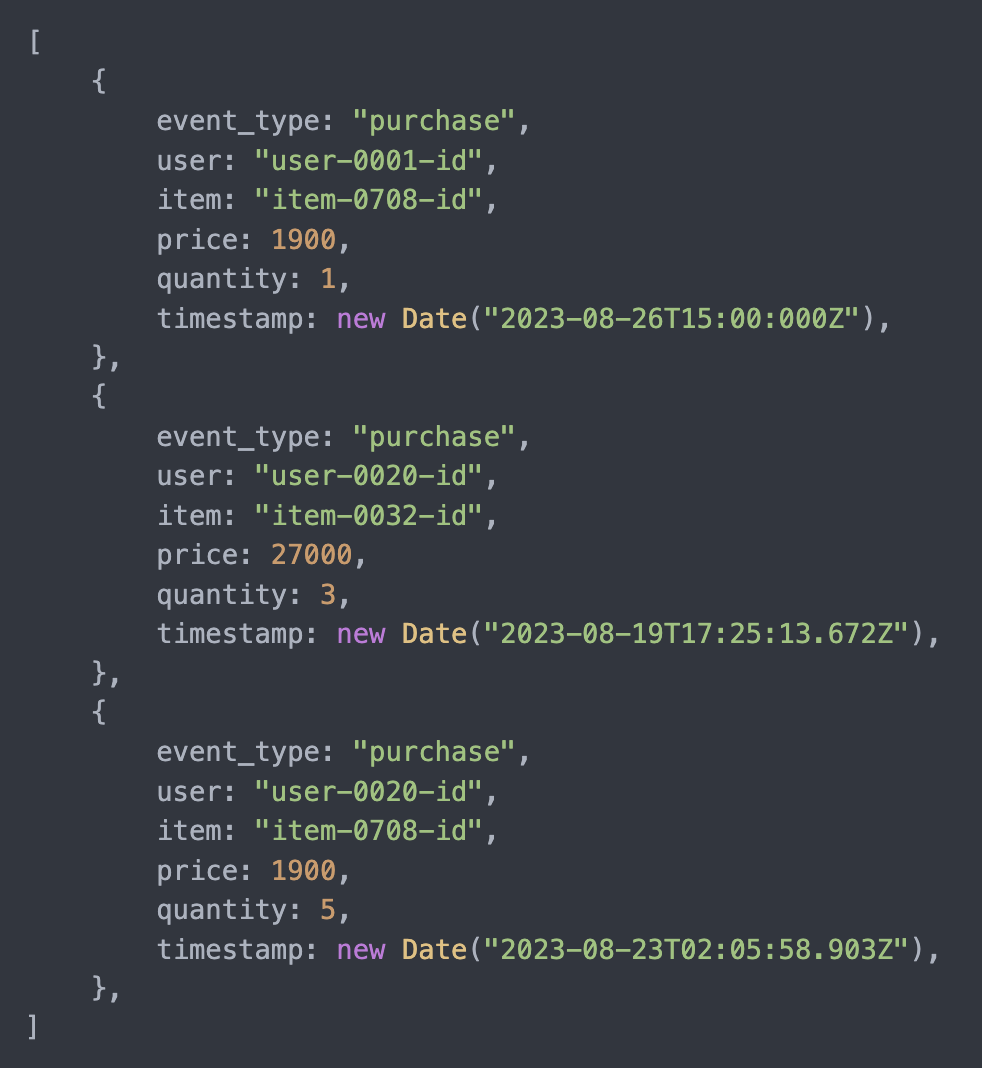 [
    {
        event_type: "purchase",
        user: "user-0001-id",
        item: "item-0708-id",
        price: 1900,
        quantity: 1,
        timestamp: new Date("2023-08-26T15:00:000Z"),
    },
    {
        event_type: "purchase",
        user: "user-0020-id",
        item: "item-0032-id",
        price: 27000,
        quantity: 3,
        timestamp: new Date("2023-08-19T17:25:13.672Z"),
    },
    {
        event_type: "purchase",
        user: "user-0020-id",
        item: "item-0708-id",
        price: 1900,
        quantity: 5,
        timestamp: new Date("2023-08-23T02:05:58.903Z"),
    },
]